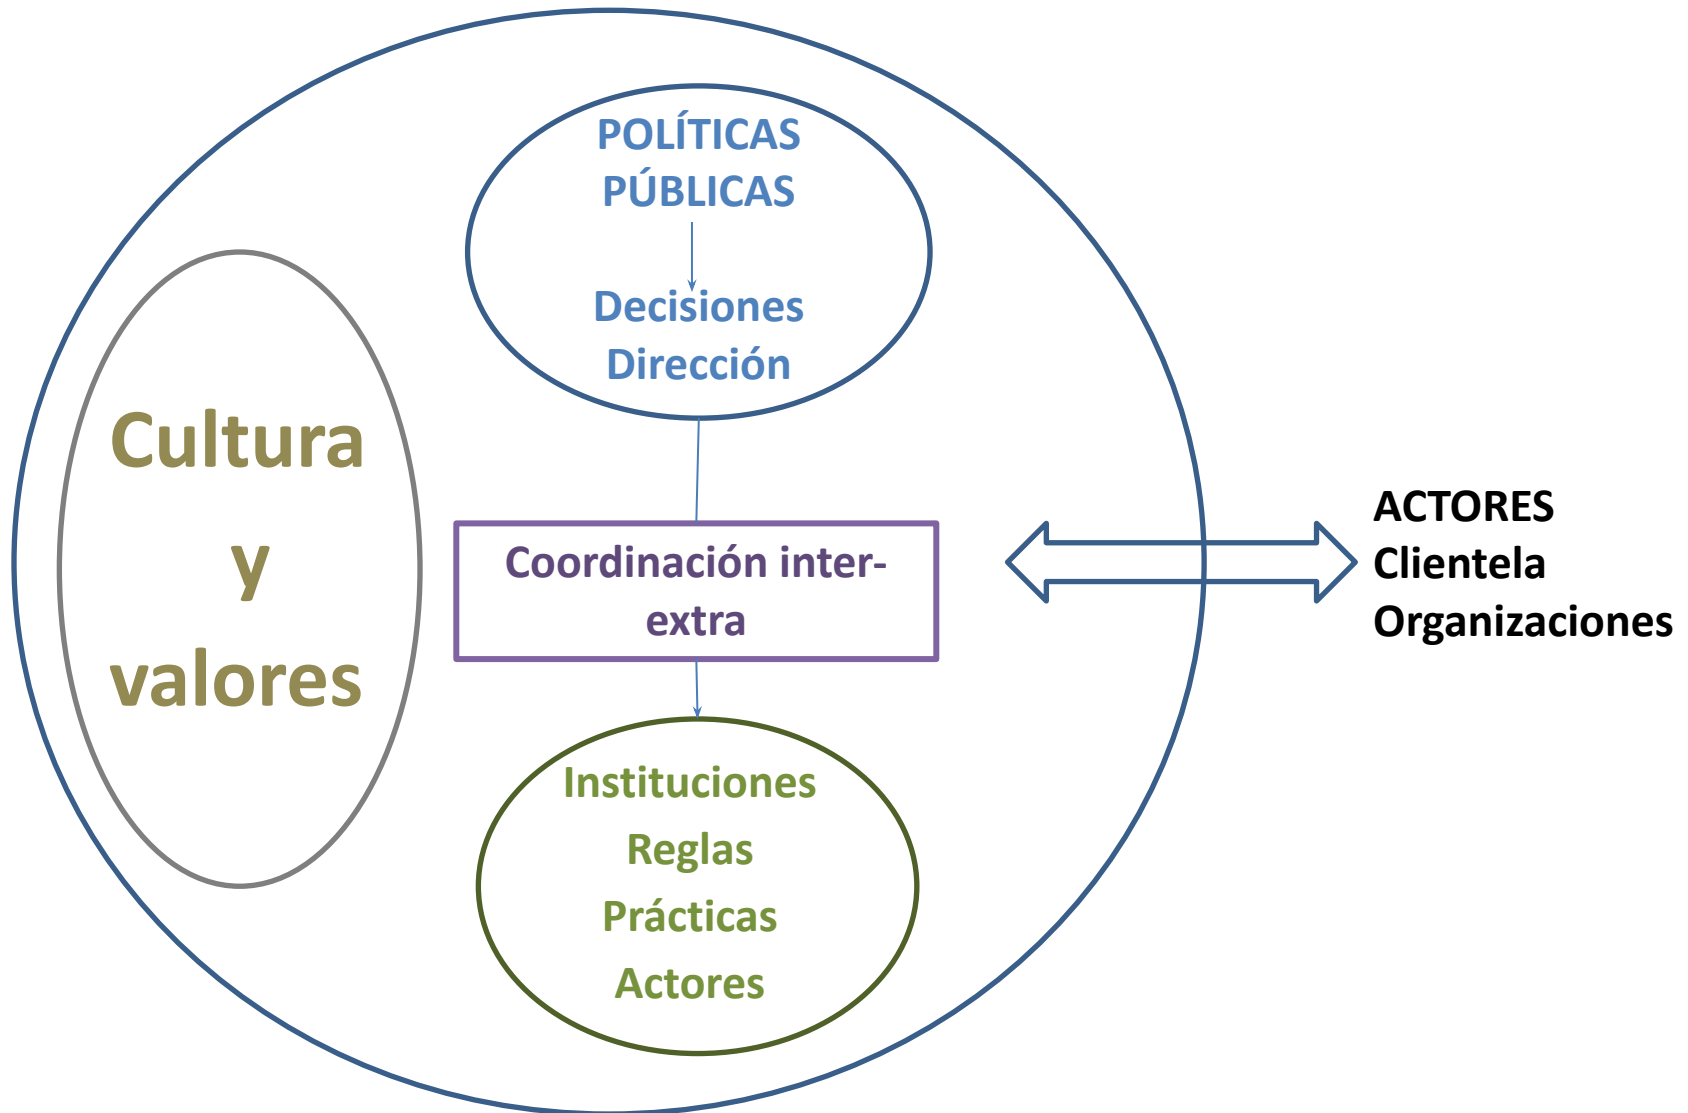 POLÍTICAS
PÚBLICAS
Decisiones
Dirección
Cultura
y
valores
Coordinación inter-
extra
ACTORES
Clientela
Organizaciones
Instituciones
Reglas
Prácticas
Actores